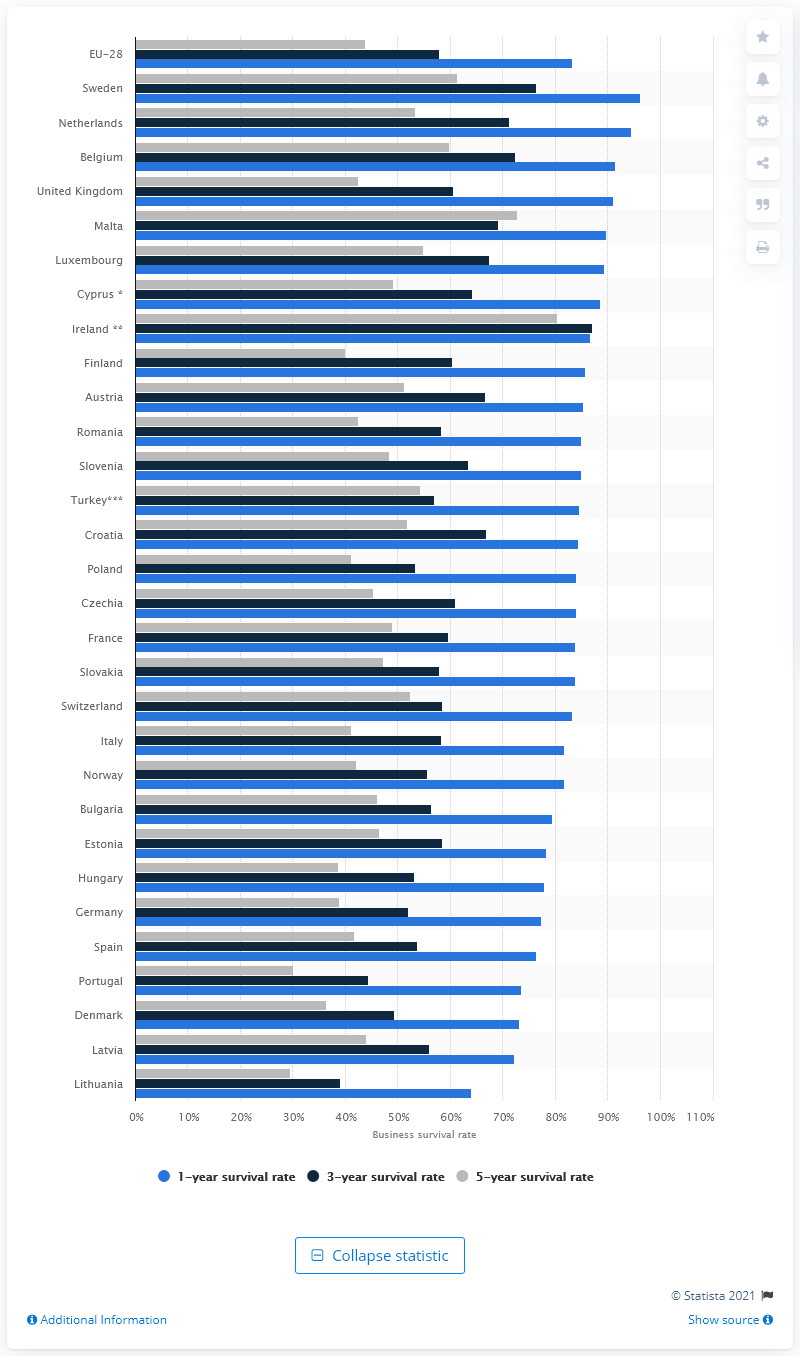 EU-28
Sweden
Netherlands
Belgium
United Kingdom
Malta
Luxembourg
Cyprus *
Ireland **
Finland
Austria
Romania
Slovenia
Turkey***
Croatia
Poland
Czechia
France
Slovakia
Switzerland
Italy
Norway
Bulgaria
Estonia
Hungary
Germany
Spain
Portugal
Denmark
Latvia
Lithuania
0% 10% 20% 30% 40% 50% 60% 70% 80% 90% 100% 110%
Business survival rate
1-year survival rate 3-year survival rate 5-year survival rate
Collapse statistic
© Statista 2021
Additional Information Show source